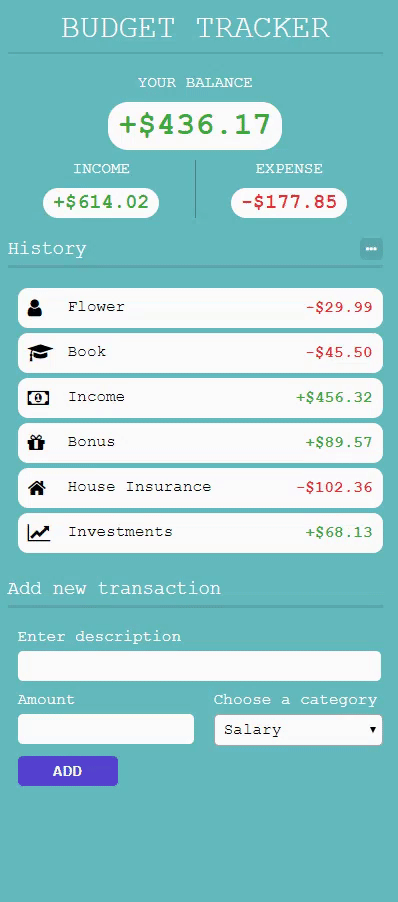 BUDGET TRACKER
YOUR BALANCE
+$436.17
INCOME EXPENSE
+$614.02 -$177.85
History
Flower -$29.99
Book -$45.50
Income +$456.32
Bonus +$89.57
House Insurance -$102.36
Investments +$68.13
Add new transaction
Enter description
Amount Choose a category
Salary
ADD